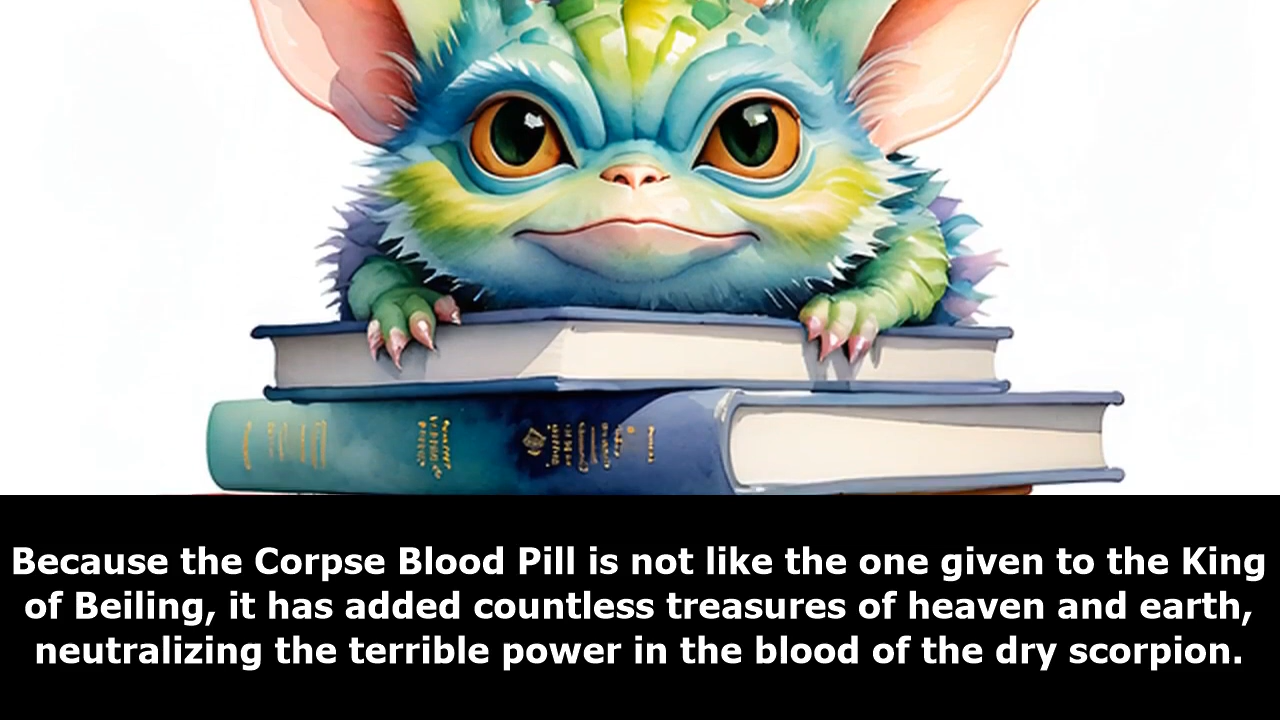 Because the Corpse Blood Pill is not like the one given to the King
of Beiling, it has added countless treasures of heaven and earth,
neutralizing the terrible power in the blood of the dry scorpion.